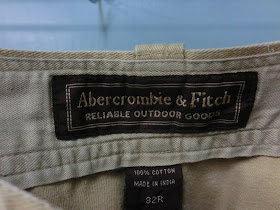 Abercrombie & Fitch
RELIABLE OUTDOOR GOODS
100% COTTON
MADE IN INDIA
32R